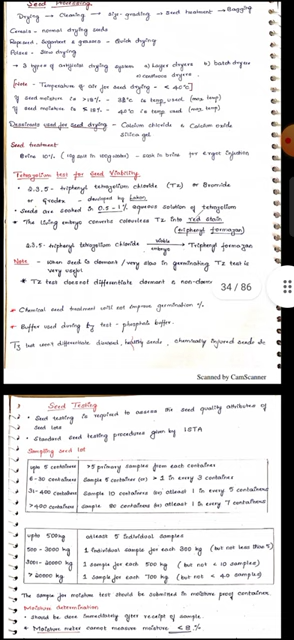 Seed Processing
Drying → Cleaning → size-grading → Seed treatment → Bagging
Cereals - normal drying seeds
Rapeseed, Sugarbeet & grasses - Quick drying
Pulses - Slow drying
→ 3 types of artificial drying system a) Layer dryers b) batch dryers
c) continuous dryers.
[Note - Temperature of air for seed drying - < 40°C]
If seed moisture is >18% - 38°C is temp used (max temp)
If seed moisture is ≤ 18% - 40°C is temp used (max temp)
Desiccants used for seed drying - Calcium chloride & Calcium oxide
Silica gel
Seed treatment
Brine 10% (10g salt in 100g water) - soak in brine for ergot infection
Tetrazolium test for Seed Viability
• 2.3.5 - triphenyl tetrazolium chloride (TZ) or Bromide
or Grodex - developed by Lakon
• Seeds are soaked in 0.5 - 1% aqueous solution of tetrazolium
• The living embryo converts colourless TZ into red stain
(triphenyl formazan)
2.3.5 - triphenyl tetrazolium chloride Viable embryo → Triphenyl formazan
Note - When seed is dormant / very slow in germinating TZ test is
very useful
* TZ test doesnot differentiate dormant & non-dorm
34 / 86
* Chemical seed treatment will not improve germination %
* Buffer used during TZ test - phosphate buffer.
TZ test won't differentiate dormant, healthy seeds, chemically injured seeds etc
Scanned by CamScanner
Seed Testing
• Seed testing is required to assess the seed quality attributes of
seed lots
• Standard seed testing procedures given by ISTA
Sampling seed lot
upto 5 containers >5 primary samples from each container
6-30 containers Sample 5 containers (or) > 1 in every 3 containers
31-400 containers Sample 10 containers (or) atleast 1 in every 5 containers
>400 containers Sample 80 containers (or) atleast 1 in every 7 containers
upto 500kg atleast 5 individual samples
500 - 3000 kg 1 individual sample for each 300 kg (but not less than 5)
3001 - 20000 kg 1 sample for each 500 kg (but not < 10 samples)
> 20000 kg 1 sample for each 700 kg (but not < 40 samples)
The sample for moisture test should be submitted in moisture proof container
Moisture determination
• Should be done immediately after receipt of sample.
* Moisture meter cannot measure moisture < 8%